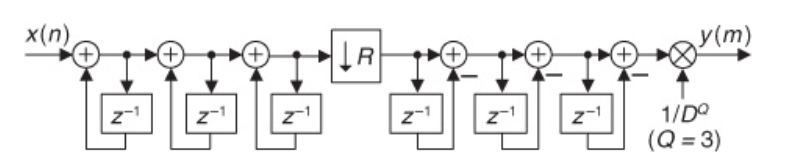 x(n) + + + ↓R + + + × y(m)
− − −
z⁻¹ z⁻¹ z⁻¹ z⁻¹ z⁻¹ z⁻¹
1/D^Q
(Q = 3)